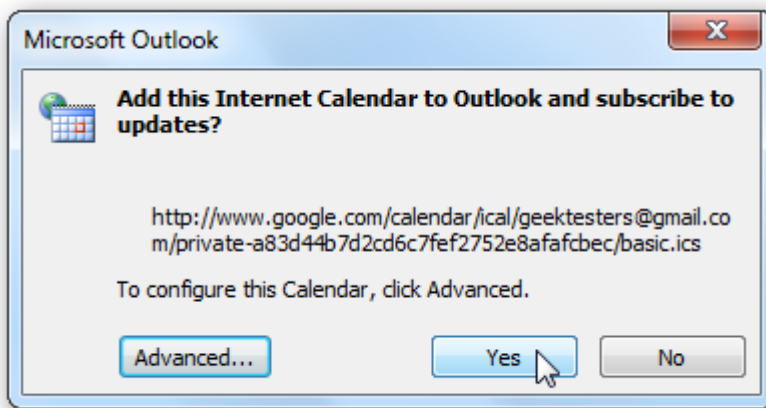 Microsoft Outlook
Add this Internet Calendar to Outlook and subscribe to
updates?
http://www.google.com/calendar/ical/geektesters@gmail.co
m/private-a83d44b7d2cd6c7fef2752e8afafcbec/basic.ics
To configure this Calendar, click Advanced.
Advanced... Yes No